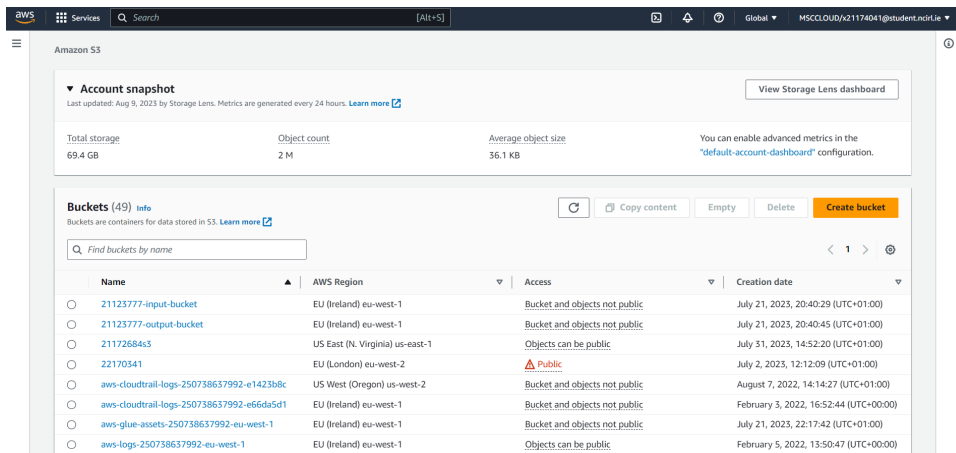 aws Services Search [Alt+S] Global ▼ MSCCLOUD/x21174041@student.ncirl.ie ▼
Amazon S3
▼ Account snapshot View Storage Lens dashboard
Last updated: Aug 9, 2023 by Storage Lens. Metrics are generated every 24 hours. Learn more
Total storage Object count Average object size You can enable advanced metrics in the
69.4 GB 2 M 36.1 KB "default-account-dashboard" configuration.
Buckets (49) Info Copy content Empty Delete Create bucket
Buckets are containers for data stored in S3. Learn more
Find buckets by name 1
Name AWS Region Access Creation date
21123777-input-bucket EU (Ireland) eu-west-1 Bucket and objects not public July 21, 2023, 20:40:29 (UTC+01:00)
21123777-output-bucket EU (Ireland) eu-west-1 Bucket and objects not public July 21, 2023, 20:40:45 (UTC+01:00)
21172684s3 US East (N. Virginia) us-east-1 Objects can be public July 31, 2023, 14:52:20 (UTC+01:00)
22170341 EU (London) eu-west-2 Public July 2, 2023, 12:12:09 (UTC+01:00)
aws-cloudtrail-logs-250738637992-e1423b8c US West (Oregon) us-west-2 Bucket and objects not public August 7, 2022, 14:14:27 (UTC+01:00)
aws-cloudtrail-logs-250738637992-e66da5d1 EU (Ireland) eu-west-1 Bucket and objects not public February 3, 2022, 16:52:44 (UTC+00:00)
aws-glue-assets-250738637992-eu-west-1 EU (Ireland) eu-west-1 Bucket and objects not public July 21, 2023, 22:17:42 (UTC+01:00)
aws-logs-250738637992-eu-west-1 EU (Ireland) eu-west-1 Objects can be public February 5, 2022, 13:50:47 (UTC+00:00)